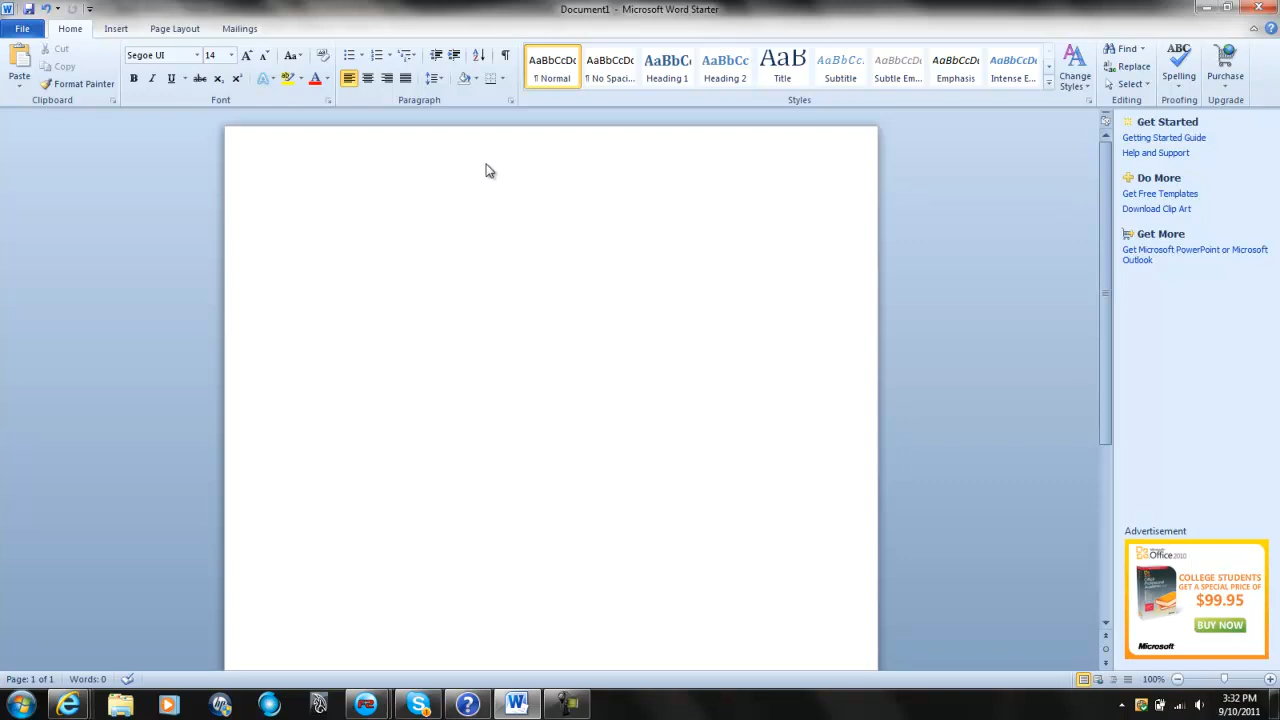 Document1 - Microsoft Word Starter
File Home Insert Page Layout Mailings
Paste
Cut
Copy
Format Painter
Clipboard
Segoe UI 14
Font
Paragraph
AaBbCcDc AaBbCcDc AaBbC AaBbCc AaB AaBbCc. AaBbCcDc AaBbCcDc AaBbCcDc
¶ Normal ¶ No Spaci... Heading 1 Heading 2 Title Subtitle Subtle Em... Emphasis Intense E...
Change Styles
Styles
Find
Replace
Select
Editing
ABC
Spelling
Proofing
Purchase
Upgrade
Get Started
Getting Started Guide
Help and Support
Do More
Get Free Templates
Download Clip Art
Get More
Get Microsoft PowerPoint or Microsoft
Outlook
Advertisement
Microsoft
Office 2010
COLLEGE STUDENTS
GET A SPECIAL PRICE OF
$99.95
BUY NOW
Microsoft
Page: 1 of 1 Words: 0
100%
3:32 PM
9/10/2011